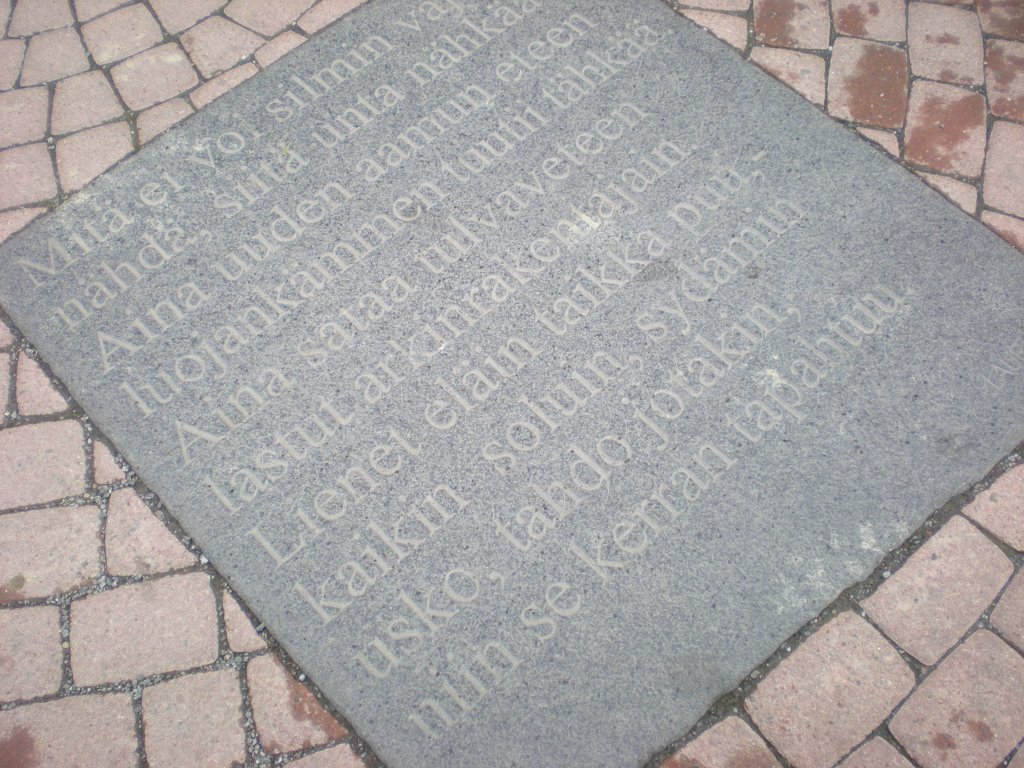 Mitä ei voi silmin
nähdä, siitä unta nähkää.
Aina uuden aamun eteen
luojankämmen tuutii tähkää.
Aina sataa tulvaveteen
lastut arkinrakentajain.
Lienet eläin taikka puu, -
kaikin soluin, sydämin
usko, tahdo jotakin,
niin se kerran tapahtuu.